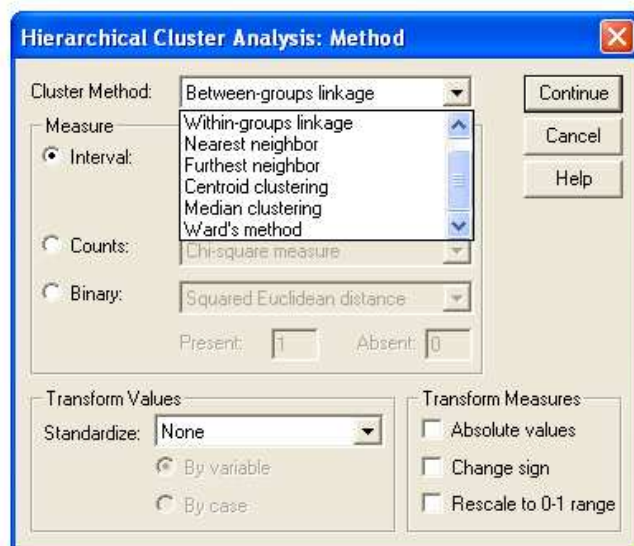 Hierarchical Cluster Analysis: Method
Cluster Method: Between-groups linkage
Continue
Within-groups linkage
Nearest neighbor
Furthest neighbor
Centroid clustering
Median clustering
Ward's method
Cancel
Help
Measure
Interval:
Counts: Chi-square measure
Binary: Squared Euclidean distance
Present: 1 Absent: 0
Transform Values
Standardize: None
By variable
By case
Transform Measures
Absolute values
Change sign
Rescale to 0-1 range